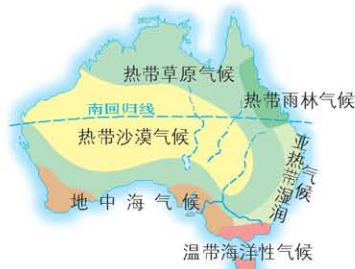 热带草原气候
热带雨林气候
南回归线
热带沙漠气候
亚热带湿润
气候
地中海气候
温带海洋性气候